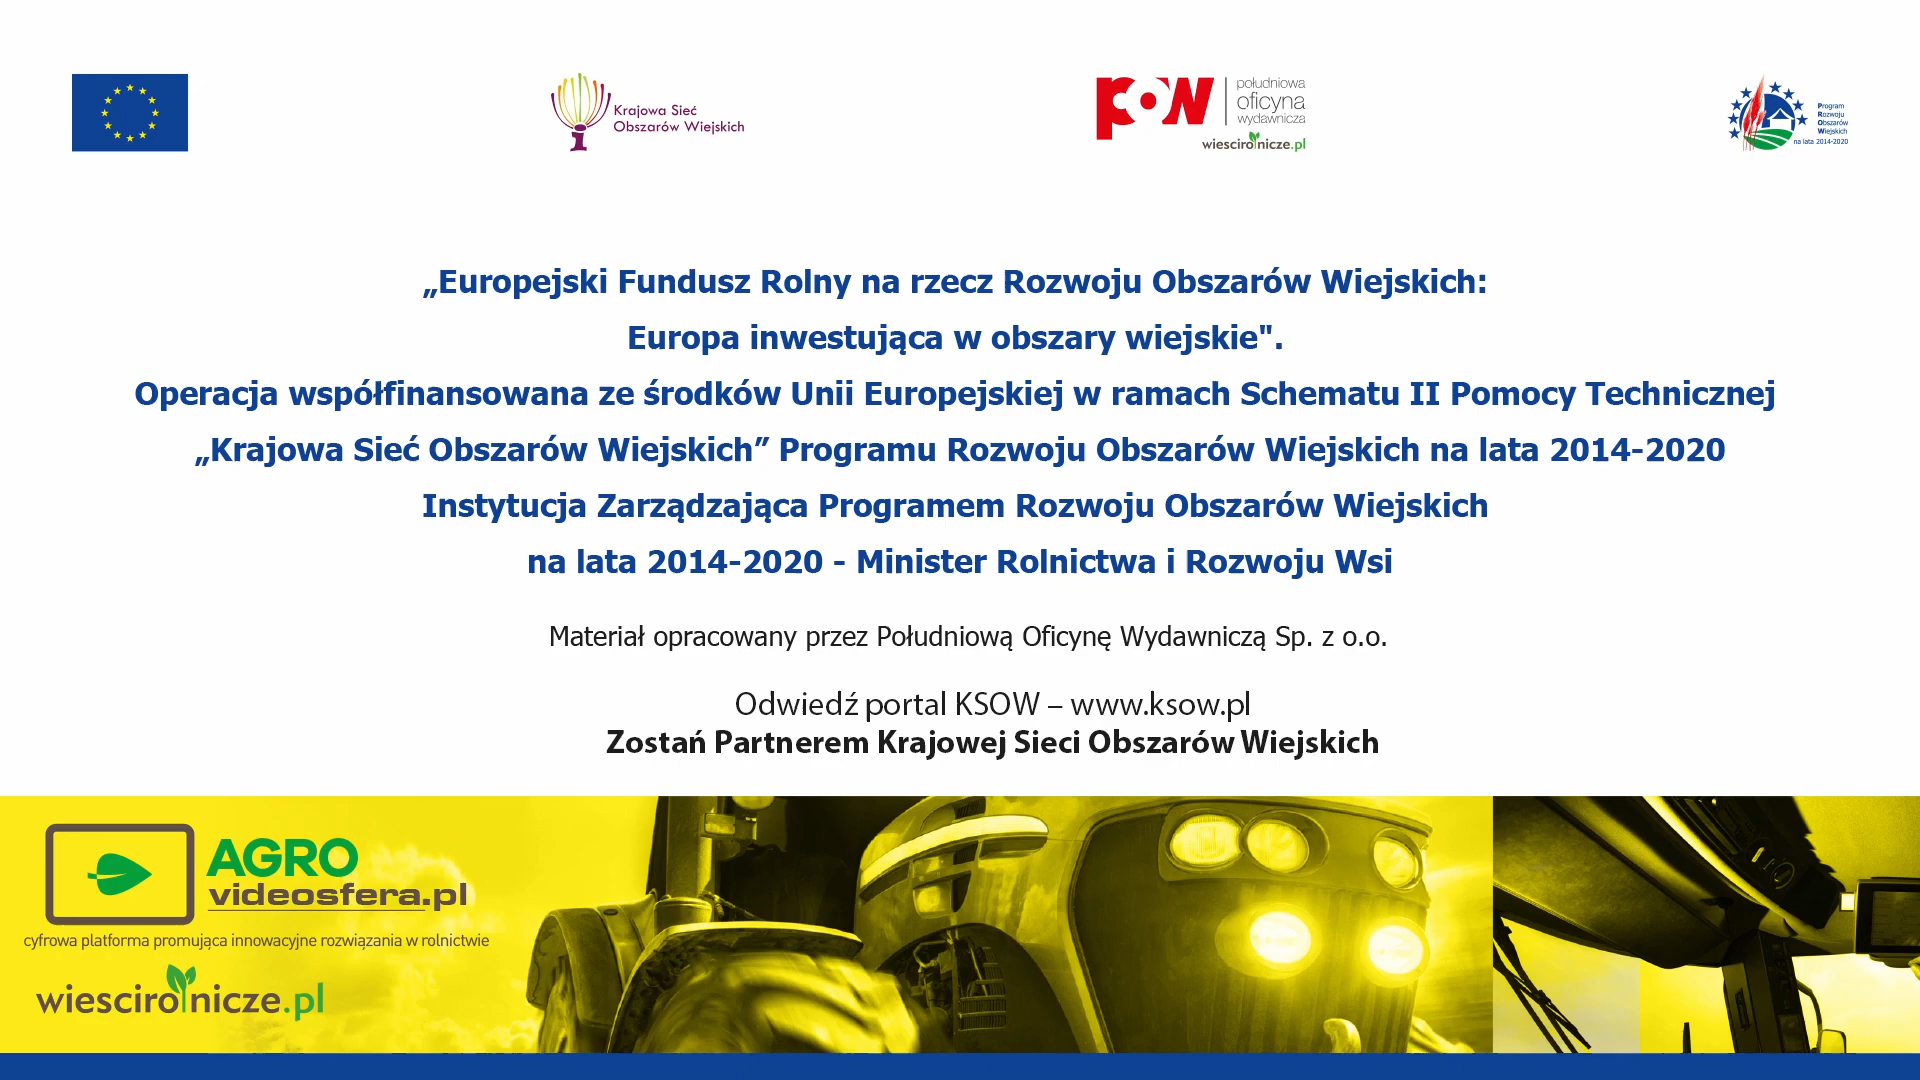 Krajowa Sieć
Obszarów Wiejskich
pow
południowa
oficyna
wydawnicza
wiescirolnicze.pl
Program
Rozwoju
Obszarów
Wiejskich
na lata 2014-2020
„Europejski Fundusz Rolny na rzecz Rozwoju Obszarów Wiejskich:
Europa inwestująca w obszary wiejskie".
Operacja współfinansowana ze środków Unii Europejskiej w ramach Schematu II Pomocy Technicznej
„Krajowa Sieć Obszarów Wiejskich” Programu Rozwoju Obszarów Wiejskich na lata 2014-2020
Instytucja Zarządzająca Programem Rozwoju Obszarów Wiejskich
na lata 2014-2020 - Minister Rolnictwa i Rozwoju Wsi
Materiał opracowany przez Południową Oficynę Wydawniczą Sp. z o.o.
Odwiedź portal KSOW – www.ksow.pl
Zostań Partnerem Krajowej Sieci Obszarów Wiejskich
AGRO
videosfera.pl
cyfrowa platforma promująca innowacyjne rozwiązania w rolnictwie
wiescirolnicze.pl